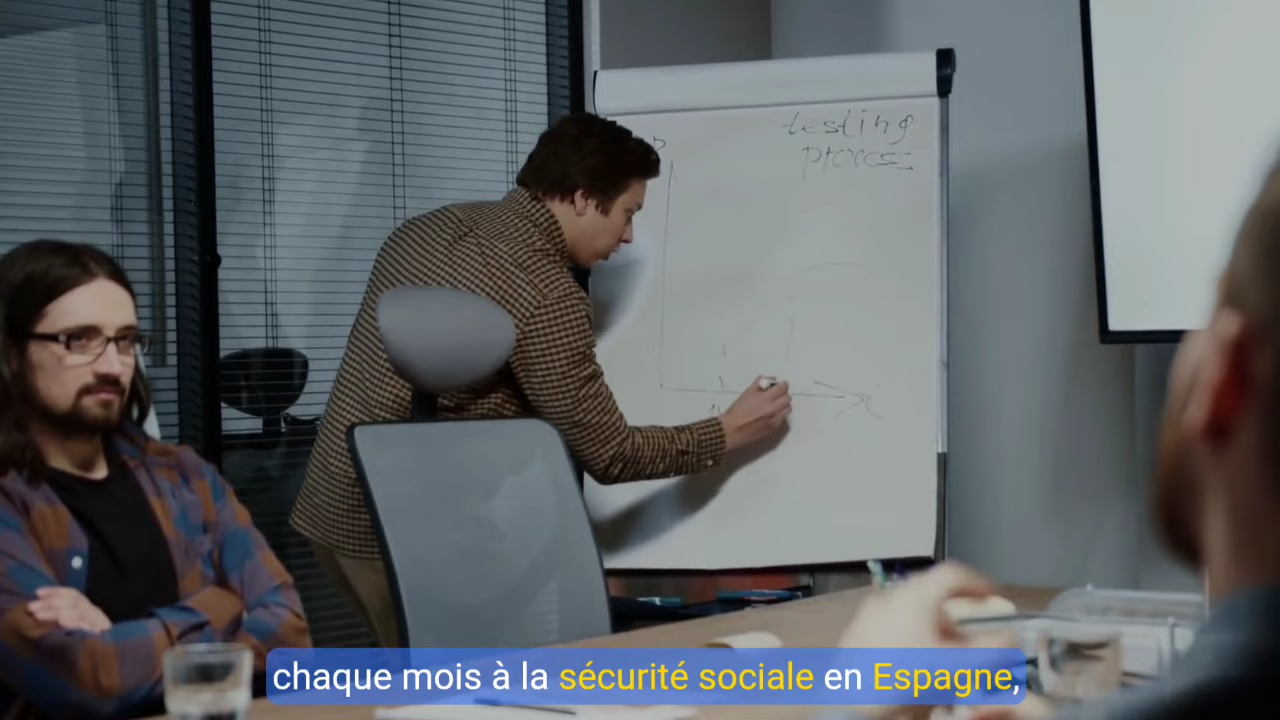 testing
process
chaque mois à la sécurité sociale en Espagne,